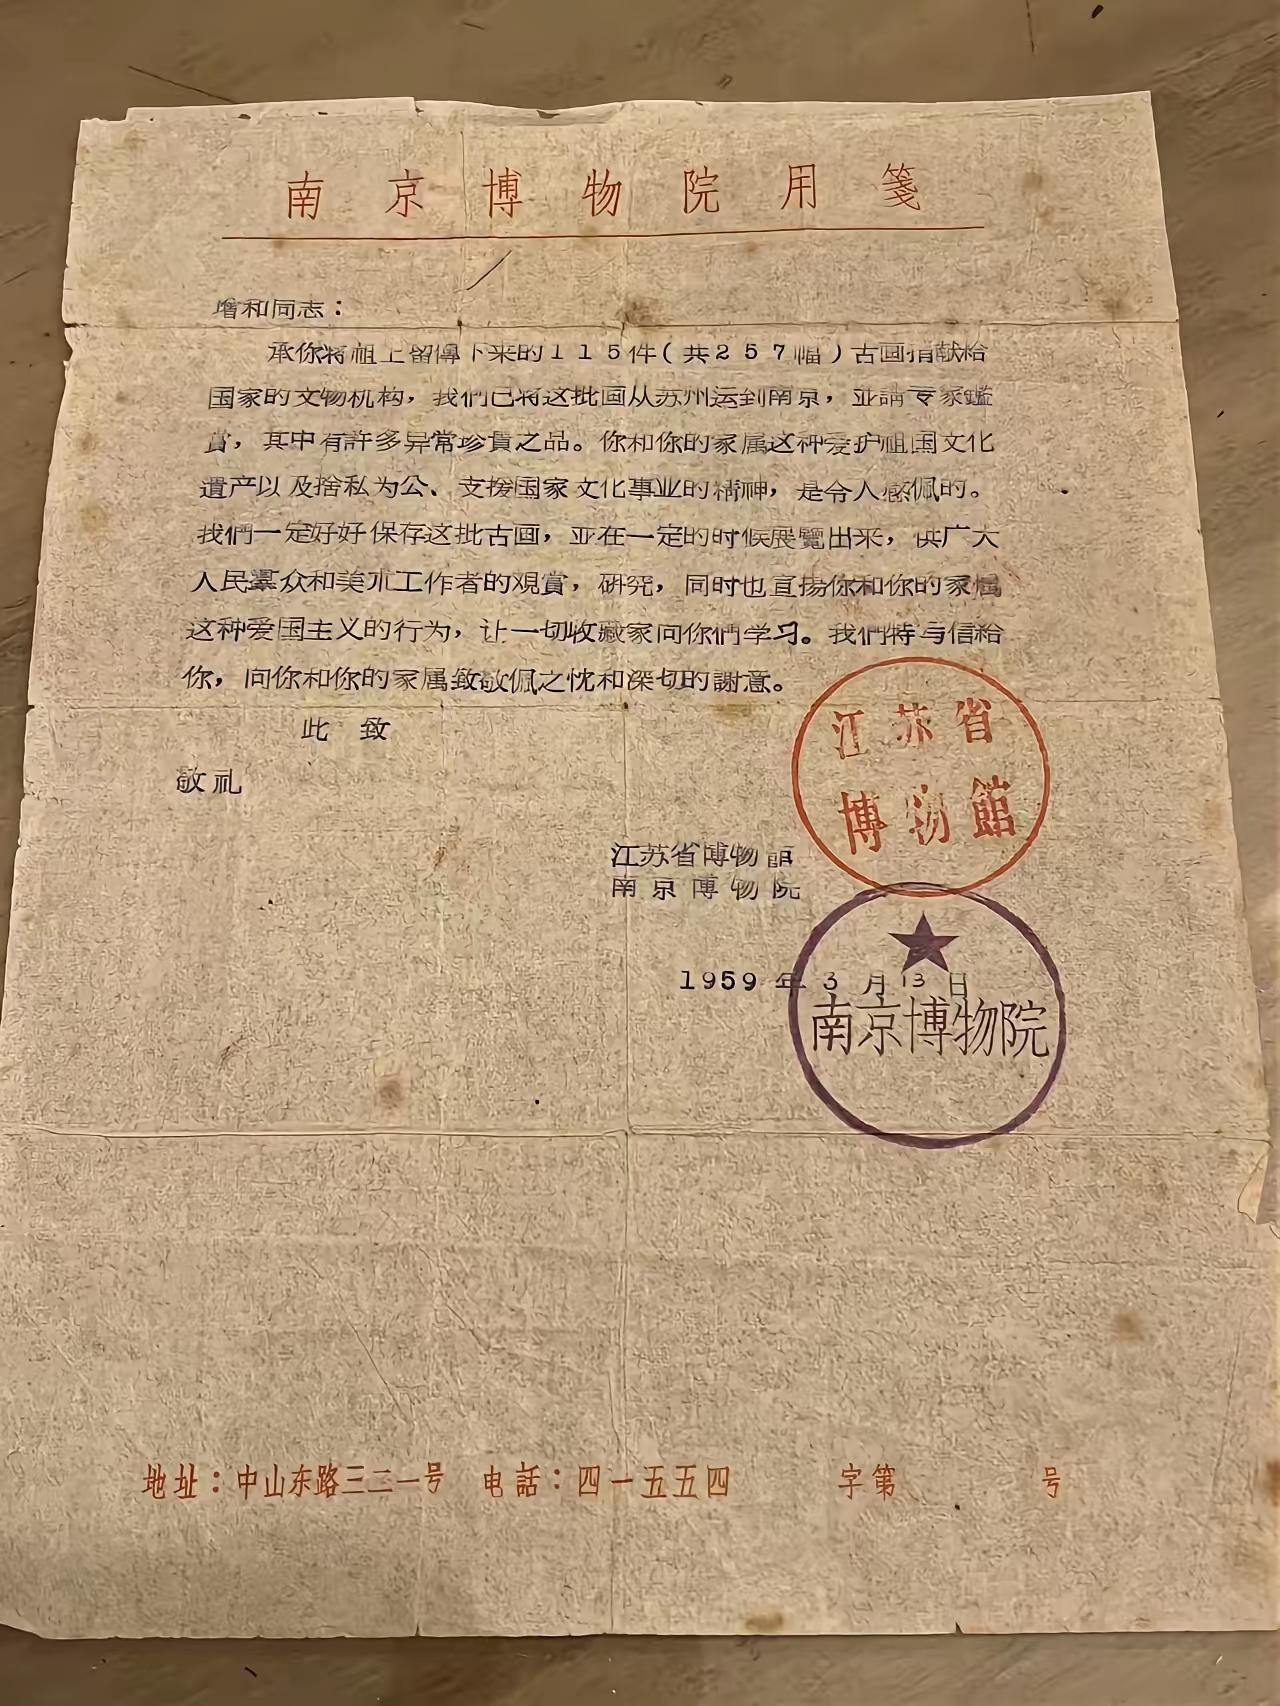 南京博物院用箋
增和同志：
承你将祖上留傳下来的115件(共257幅)古画捐献給
国家的文物机构，我們已将这批画从苏州运到南京，並請专家鑑
賞，其中有許多异常珍貴之品。你和你的家属这种爱护祖国文化
遺产以及捨私为公、支援国家文化事业的精神，是令人感佩的。
我們一定好好保存这批古画，並在一定的时候展覽出来，供广大
人民羣众和美术工作者的观賞，研究，同时也宣揚你和你的家属
这种爱国主义的行为，让一切收藏家向你們学习。我們特写信給
你，向你和你的家属致敬佩之忱和深切的謝意。
此致
敬礼
江苏省
博物館
江苏省博物館
南京博物院
1959年3月13日
南京博物院
地址：中山东路三二一号 电話：四一五五四 字第 号